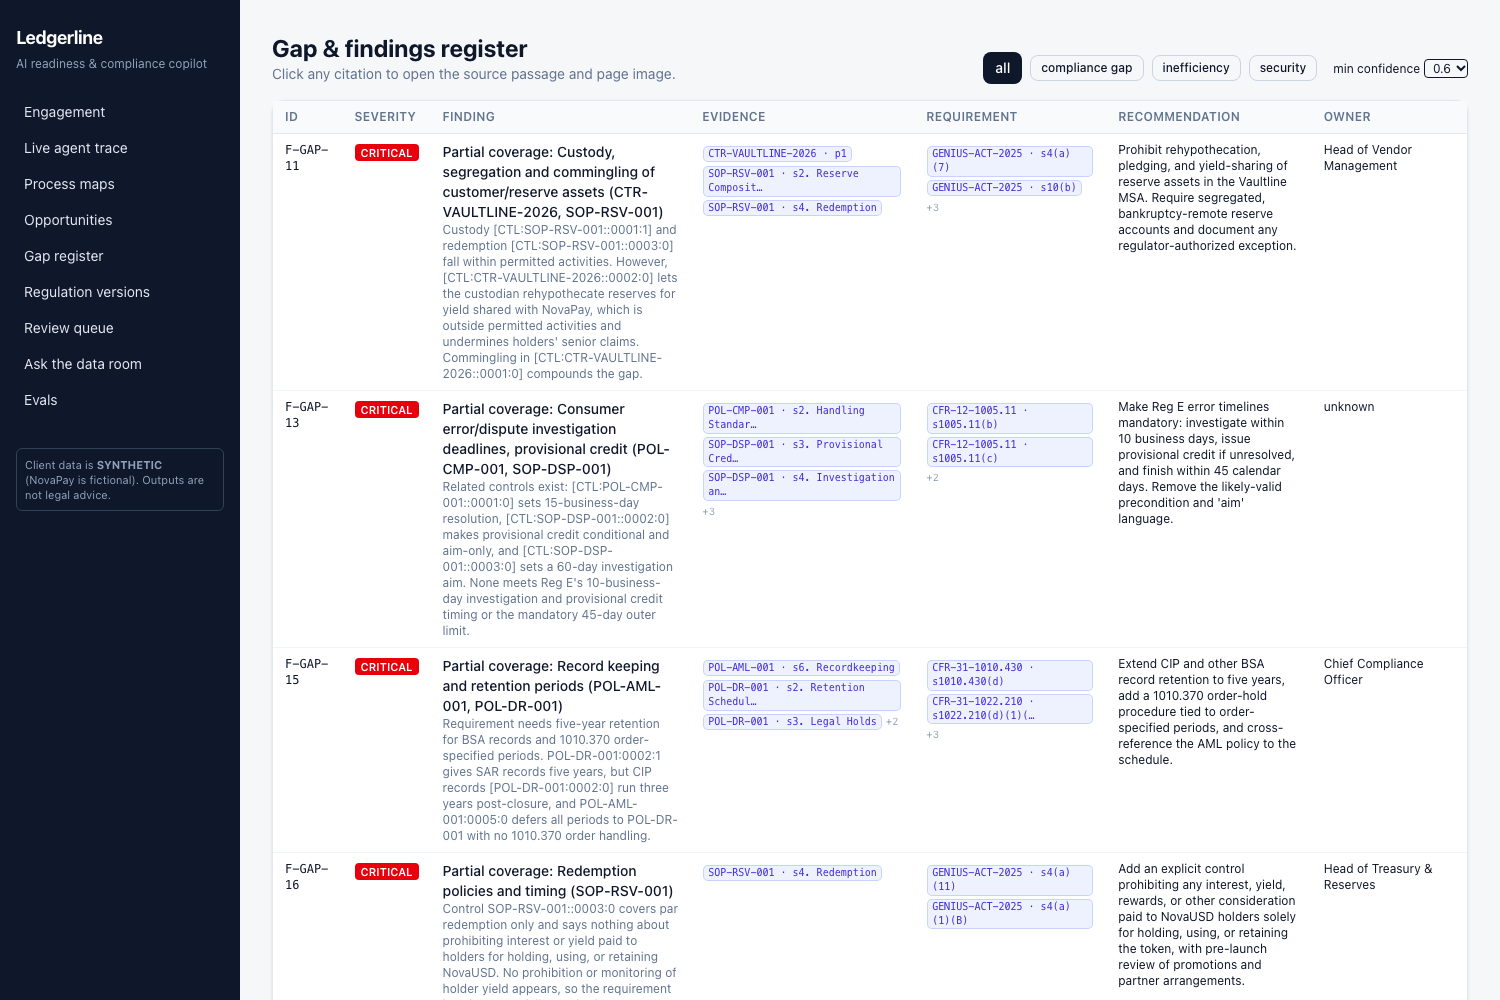 Ledgerline
AI readiness & compliance copilot
Engagement
Live agent trace
Process maps
Opportunities
Gap register
Regulation versions
Review queue
Ask the data room
Evals
Client data is SYNTHETIC
(NovaPay is fictional). Outputs are
not legal advice.
Gap & findings register
Click any citation to open the source passage and page image.
all
compliance gap
inefficiency
security
min confidence 0.6
ID
SEVERITY
FINDING
EVIDENCE
REQUIREMENT
RECOMMENDATION
OWNER
F-GAP-
11
CRITICAL
Partial coverage: Custody,
segregation and commingling of
customer/reserve assets (CTR-
VAULTLINE-2026, SOP-RSV-001)
Custody [CTL:SOP-RSV-001::0001:1] and
redemption [CTL:SOP-RSV-001::0003:0]
fall within permitted activities. However,
[CTL:CTR-VAULTLINE-2026::0002:0] lets
the custodian rehypothecate reserves for
yield shared with NovaPay, which is
outside permitted activities and
undermines holders' senior claims.
Commingling in [CTL:CTR-VAULTLINE-
2026::0001:0] compounds the gap.
CTR-VAULTLINE-2026 · p1
SOP-RSV-001 · s2. Reserve
Composit…
SOP-RSV-001 · s4. Redemption
GENIUS-ACT-2025 · s4(a)
(7)
GENIUS-ACT-2025 · s10(b)
+3
Prohibit rehypothecation,
pledging, and yield-sharing of
reserve assets in the Vaultline
MSA. Require segregated,
bankruptcy-remote reserve
accounts and document any
regulator-authorized exception.
Head of Vendor
Management
F-GAP-
13
CRITICAL
Partial coverage: Consumer
error/dispute investigation
deadlines, provisional credit (POL-
CMP-001, SOP-DSP-001)
Related controls exist: [CTL:POL-CMP-
001::0001:0] sets 15-business-day
resolution, [CTL:SOP-DSP-001::0002:0]
makes provisional credit conditional and
aim-only, and [CTL:SOP-DSP-
001::0003:0] sets a 60-day investigation
aim. None meets Reg E's 10-business-
day investigation and provisional credit
timing or the mandatory 45-day outer
limit.
POL-CMP-001 · s2. Handling
Standar…
SOP-DSP-001 · s3. Provisional
Cred…
SOP-DSP-001 · s4. Investigation
an…
+3
CFR-12-1005.11 ·
s1005.11(b)
CFR-12-1005.11 ·
s1005.11(c)
+2
Make Reg E error timelines
mandatory: investigate within
10 business days, issue
provisional credit if unresolved,
and finish within 45 calendar
days. Remove the likely-valid
precondition and 'aim'
language.
unknown
F-GAP-
15
CRITICAL
Partial coverage: Record keeping
and retention periods (POL-AML-
001, POL-DR-001)
Requirement needs five-year retention
for BSA records and 1010.370 order-
specified periods. POL-DR-001:0002:1
gives SAR records five years, but CIP
records [POL-DR-001:0002:0] run three
years post-closure, and POL-AML-
001:0005:0 defers all periods to POL-DR-
001 with no 1010.370 order handling.
POL-AML-001 · s6. Recordkeeping
POL-DR-001 · s2. Retention
Schedul…
POL-DR-001 · s3. Legal Holds +2
CFR-31-1010.430 ·
s1010.430(d)
CFR-31-1022.210 ·
s1022.210(d)(1)(…
+3
Extend CIP and other BSA
record retention to five years,
add a 1010.370 order-hold
procedure tied to order-
specified periods, and cross-
reference the AML policy to the
schedule.
Chief Compliance
Officer
F-GAP-
16
CRITICAL
Partial coverage: Redemption
policies and timing (SOP-RSV-001)
Control SOP-RSV-001::0003:0 covers par
redemption only and says nothing about
prohibiting interest or yield paid to
holders for holding, using, or retaining
NovaUSD. No prohibition or monitoring of
holder yield appears, so the requirement
SOP-RSV-001 · s4. Redemption
GENIUS-ACT-2025 · s4(a)
(11)
GENIUS-ACT-2025 · s4(a)
(1)(B)
Add an explicit control
prohibiting any interest, yield,
rewards, or other consideration
paid to NovaUSD holders solely
for holding, using, or retaining
the token, with pre-launch
review of promotions and
partner arrangements.
Head of Treasury &
Reserves